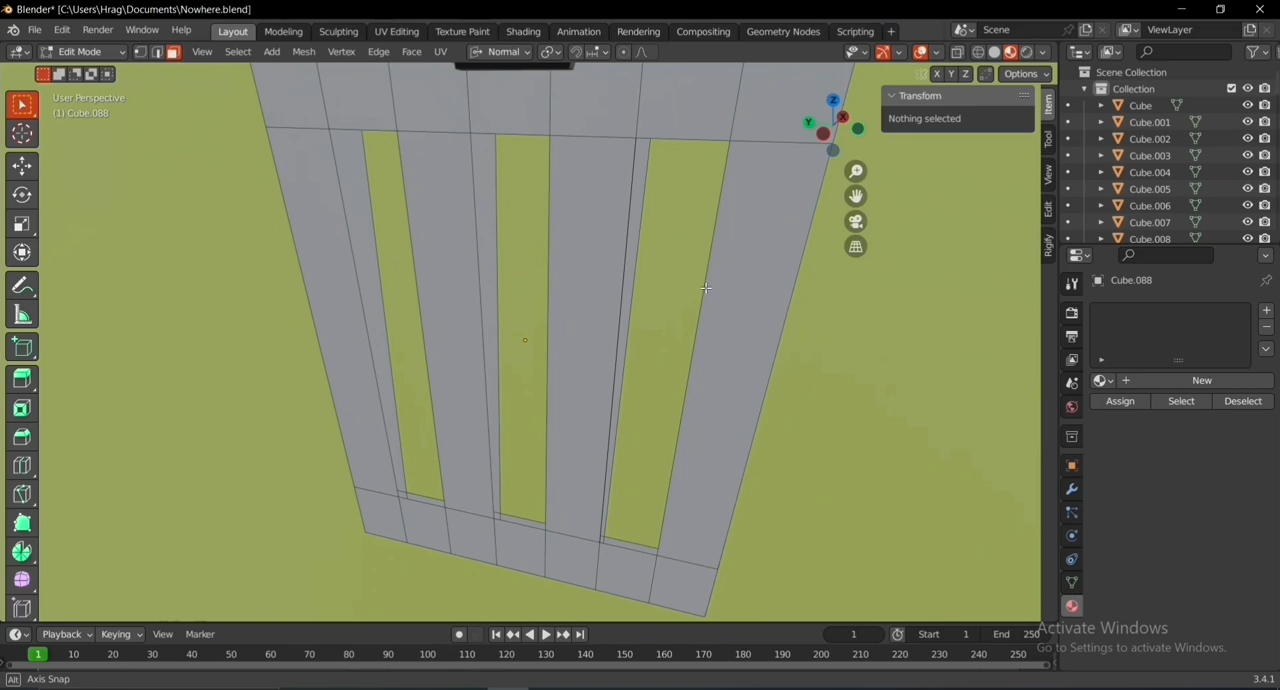 Blender* [C:\Users\Hrag\Documents\Nowhere.blend]
File Edit Render Window Help Layout Modeling Sculpting UV Editing Texture Paint Shading Animation Rendering Compositing Geometry Nodes Scripting + Scene ViewLayer
Edit Mode View Select Add Mesh Vertex Edge Face UV Normal
X Y Z Options
User Perspective
(1) Cube.088
Z X Y
Transform
Nothing selected
Item
Tool
View
Edit
Rigify
Scene Collection
Collection
Cube
Cube.001
Cube.002
Cube.003
Cube.004
Cube.005
Cube.006
Cube.007
Cube.008
Cube.088
New
Assign Select Deselect
Activate Windows
Go to Settings to activate Windows.
Playback Keying View Marker 1 Start 1 End 250
1 10 20 30 40 50 60 70 80 90 100 110 120 130 140 150 160 170 180 190 200 210 220 230 240 250
Alt Axis Snap 3.4.1